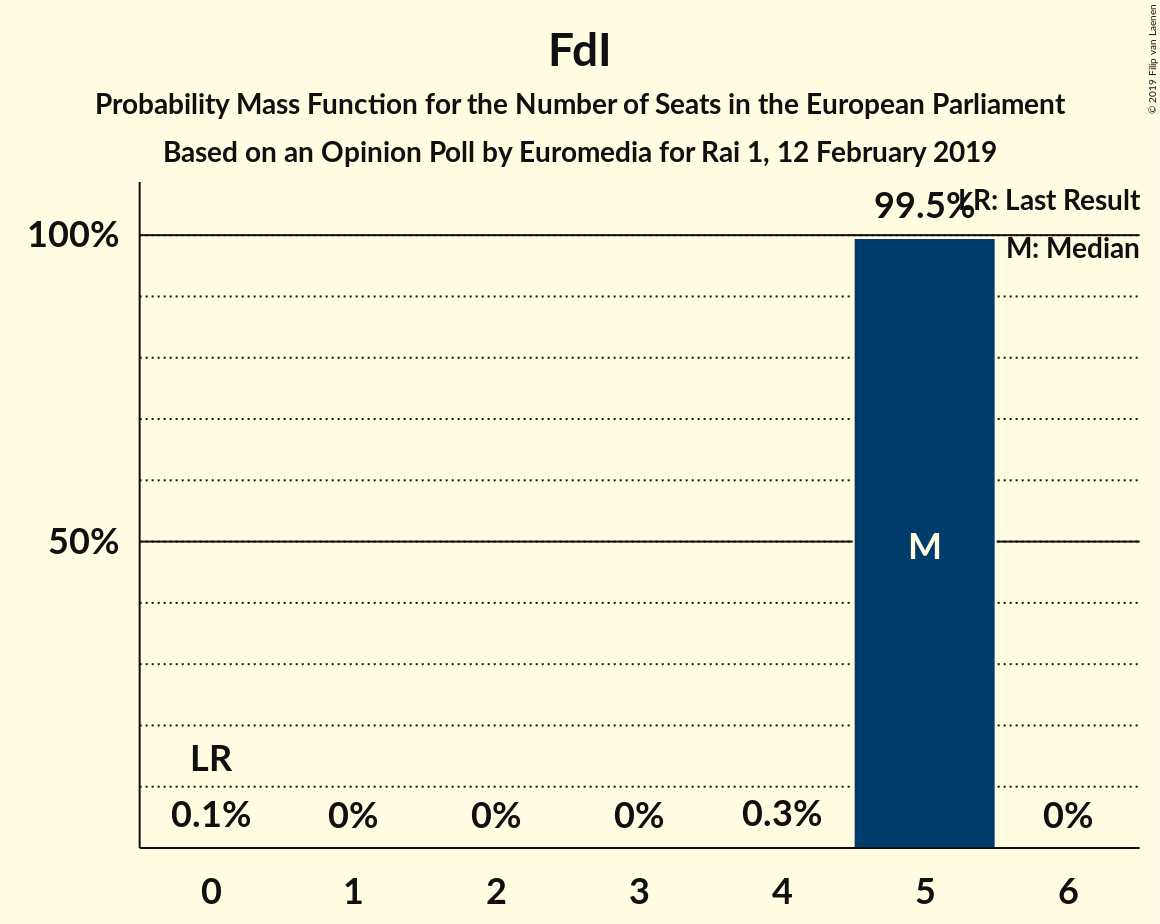 FdI
Probability Mass Function for the Number of Seats in the European Parliament
Based on an Opinion Poll by Euromedia for Rai 1, 12 February 2019
© 2019 Filip van Laenen
99.5%
LR: Last Result
M: Median
100%
50%
M
LR
0.1%
0%
0%
0%
0.3%
0%
0 1 2 3 4 5 6